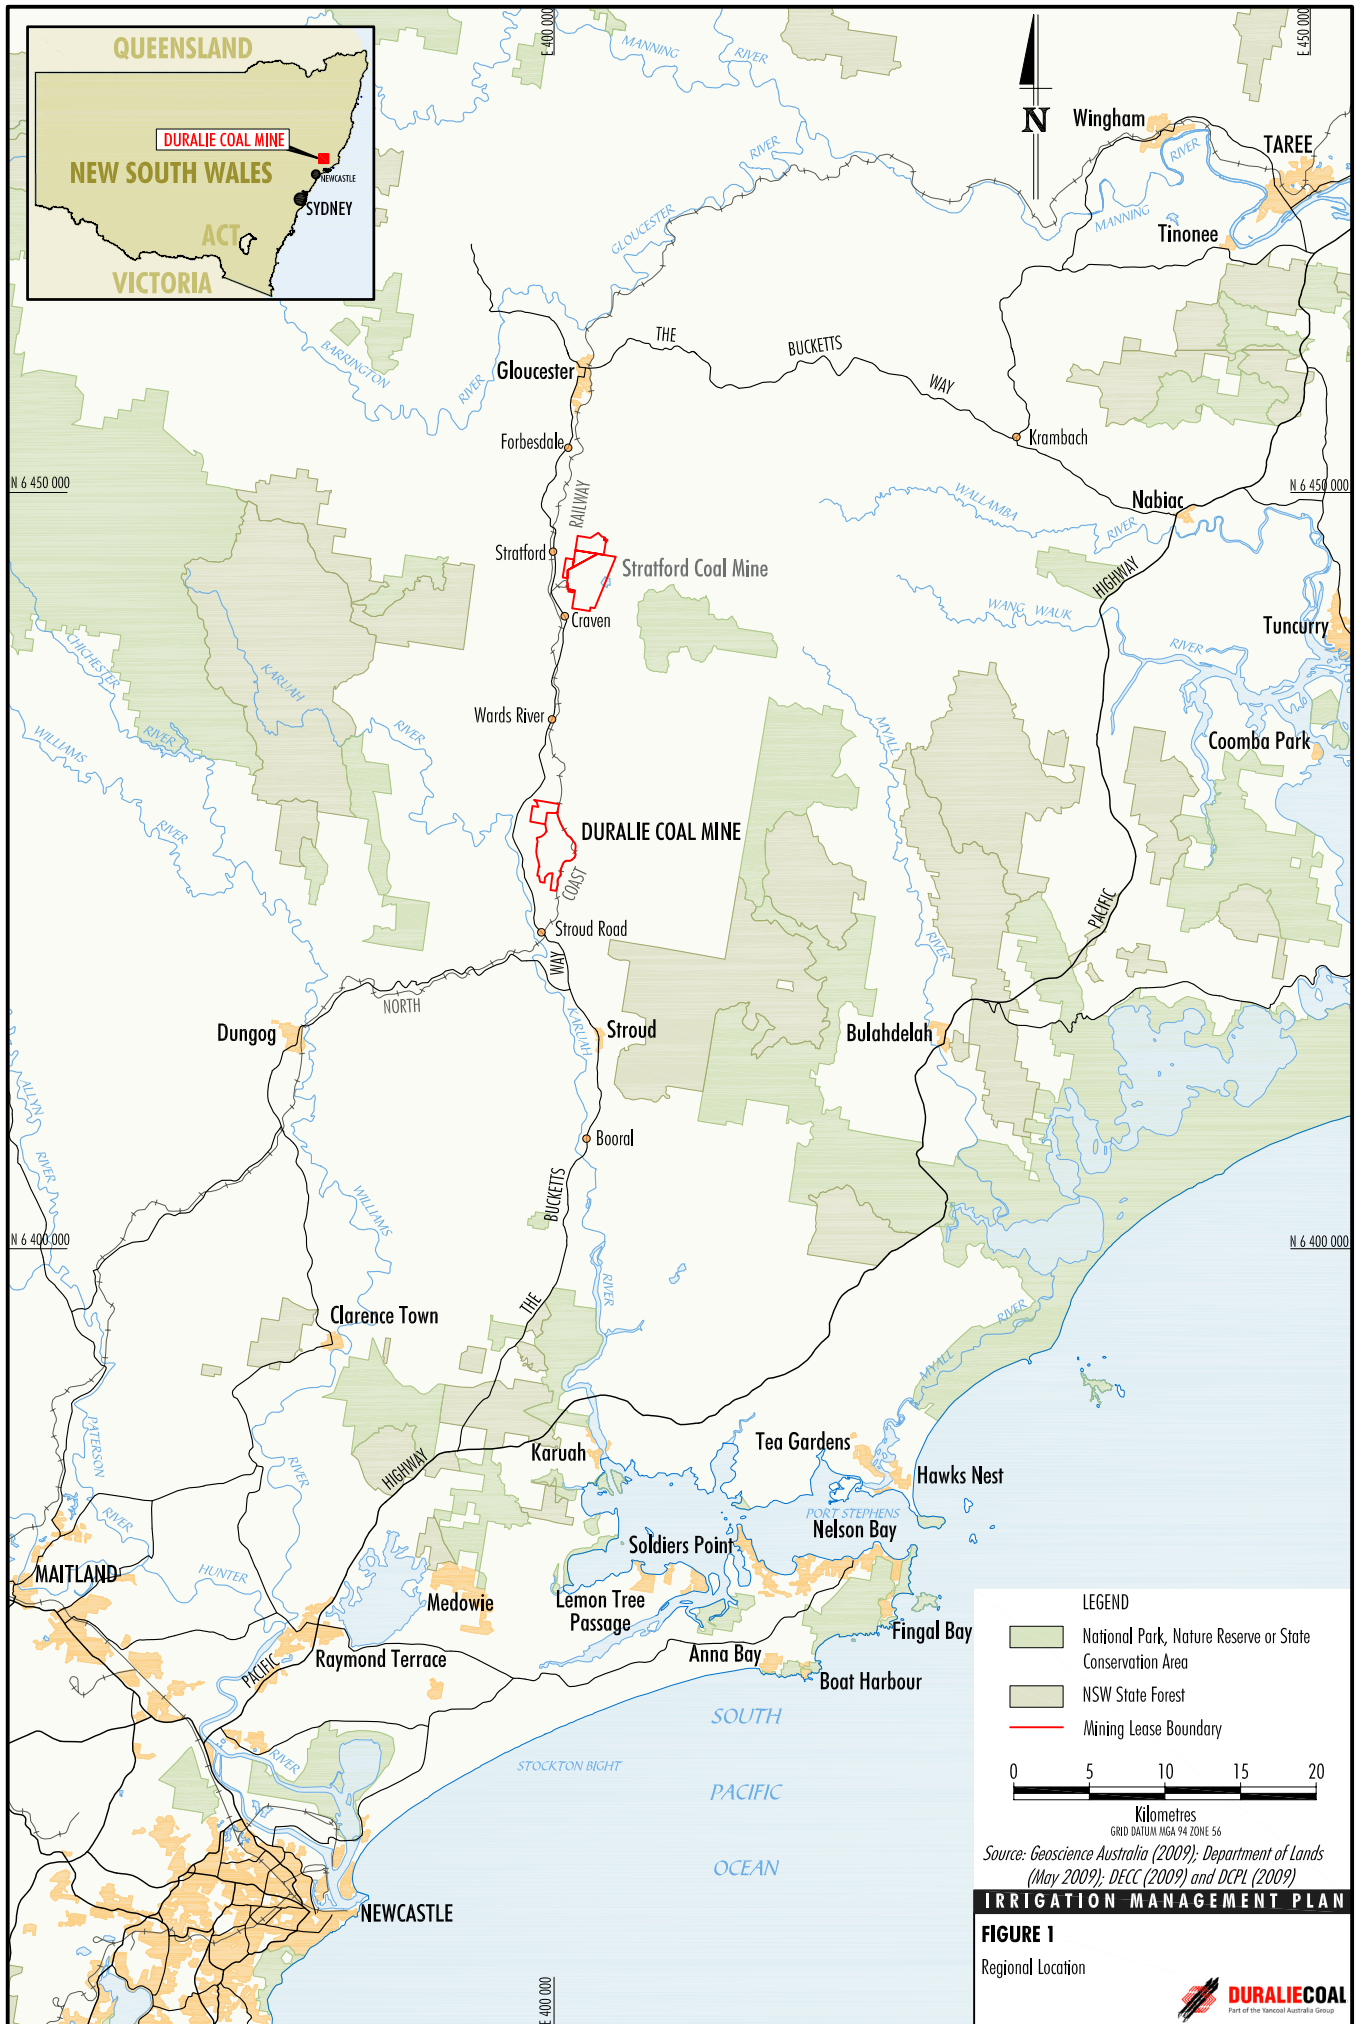 QUEENSLAND
DURALIE COAL MINE
NEW SOUTH WALES
NEWCASTLE
SYDNEY
ACT
VICTORIA
E 400 000
E 450 000
MANNING
RIVER
N
Wingham
TAREE
RIVER
MANNING
Tinonee
RIVER
GLOUCESTER
BARRINGTON
RIVER
Gloucester
THE
BUCKETTS
WAY
Forbesdale
Krambach
N 6 450 000
N 6 450 000
RAILWAY
WALLAMBA
RIVER
Nabiac
Stratford
Stratford Coal Mine
HIGHWAY
WANG WAUK
RIVER
Craven
Tuncurry
CHICHESTER
RIVER
KARUAH
RIVER
WILLIAMS
RIVER
Wards River
MYALL
RIVER
Coomba Park
DURALIE COAL MINE
COAST
PACIFIC
Stroud Road
WAY
NORTH
Dungog
KARUAH
Stroud
Bulahdelah
ALLYN
RIVER
Booral
WILLIAMS
BUCKETTS
N 6 400 000
N 6 400 000
RIVER
THE
Clarence Town
RIVER
MYALL
PATERSON
RIVER
RIVER
HIGHWAY
Karuah
Tea Gardens
Hawks Nest
PORT STEPHENS
Nelson Bay
Soldiers Point
MAITLAND
HUNTER
Medowie
Lemon Tree
Passage
Fingal Bay
Raymond Terrace
PACIFIC
Anna Bay
Boat Harbour
RIVER
STOCKTON BIGHT
SOUTH
PACIFIC
OCEAN
NEWCASTLE
E 400 000
LEGEND
National Park, Nature Reserve or State
Conservation Area
NSW State Forest
Mining Lease Boundary
0 5 10 15 20
Kilometres
GRID DATUM MGA 94 ZONE 56
Source: Geoscience Australia (2009); Department of Lands
(May 2009); DECC (2009) and DCPL (2009)
IRRIGATION MANAGEMENT PLAN
FIGURE 1
Regional Location
DURALIECOAL
Part of the Yancoal Australia Group